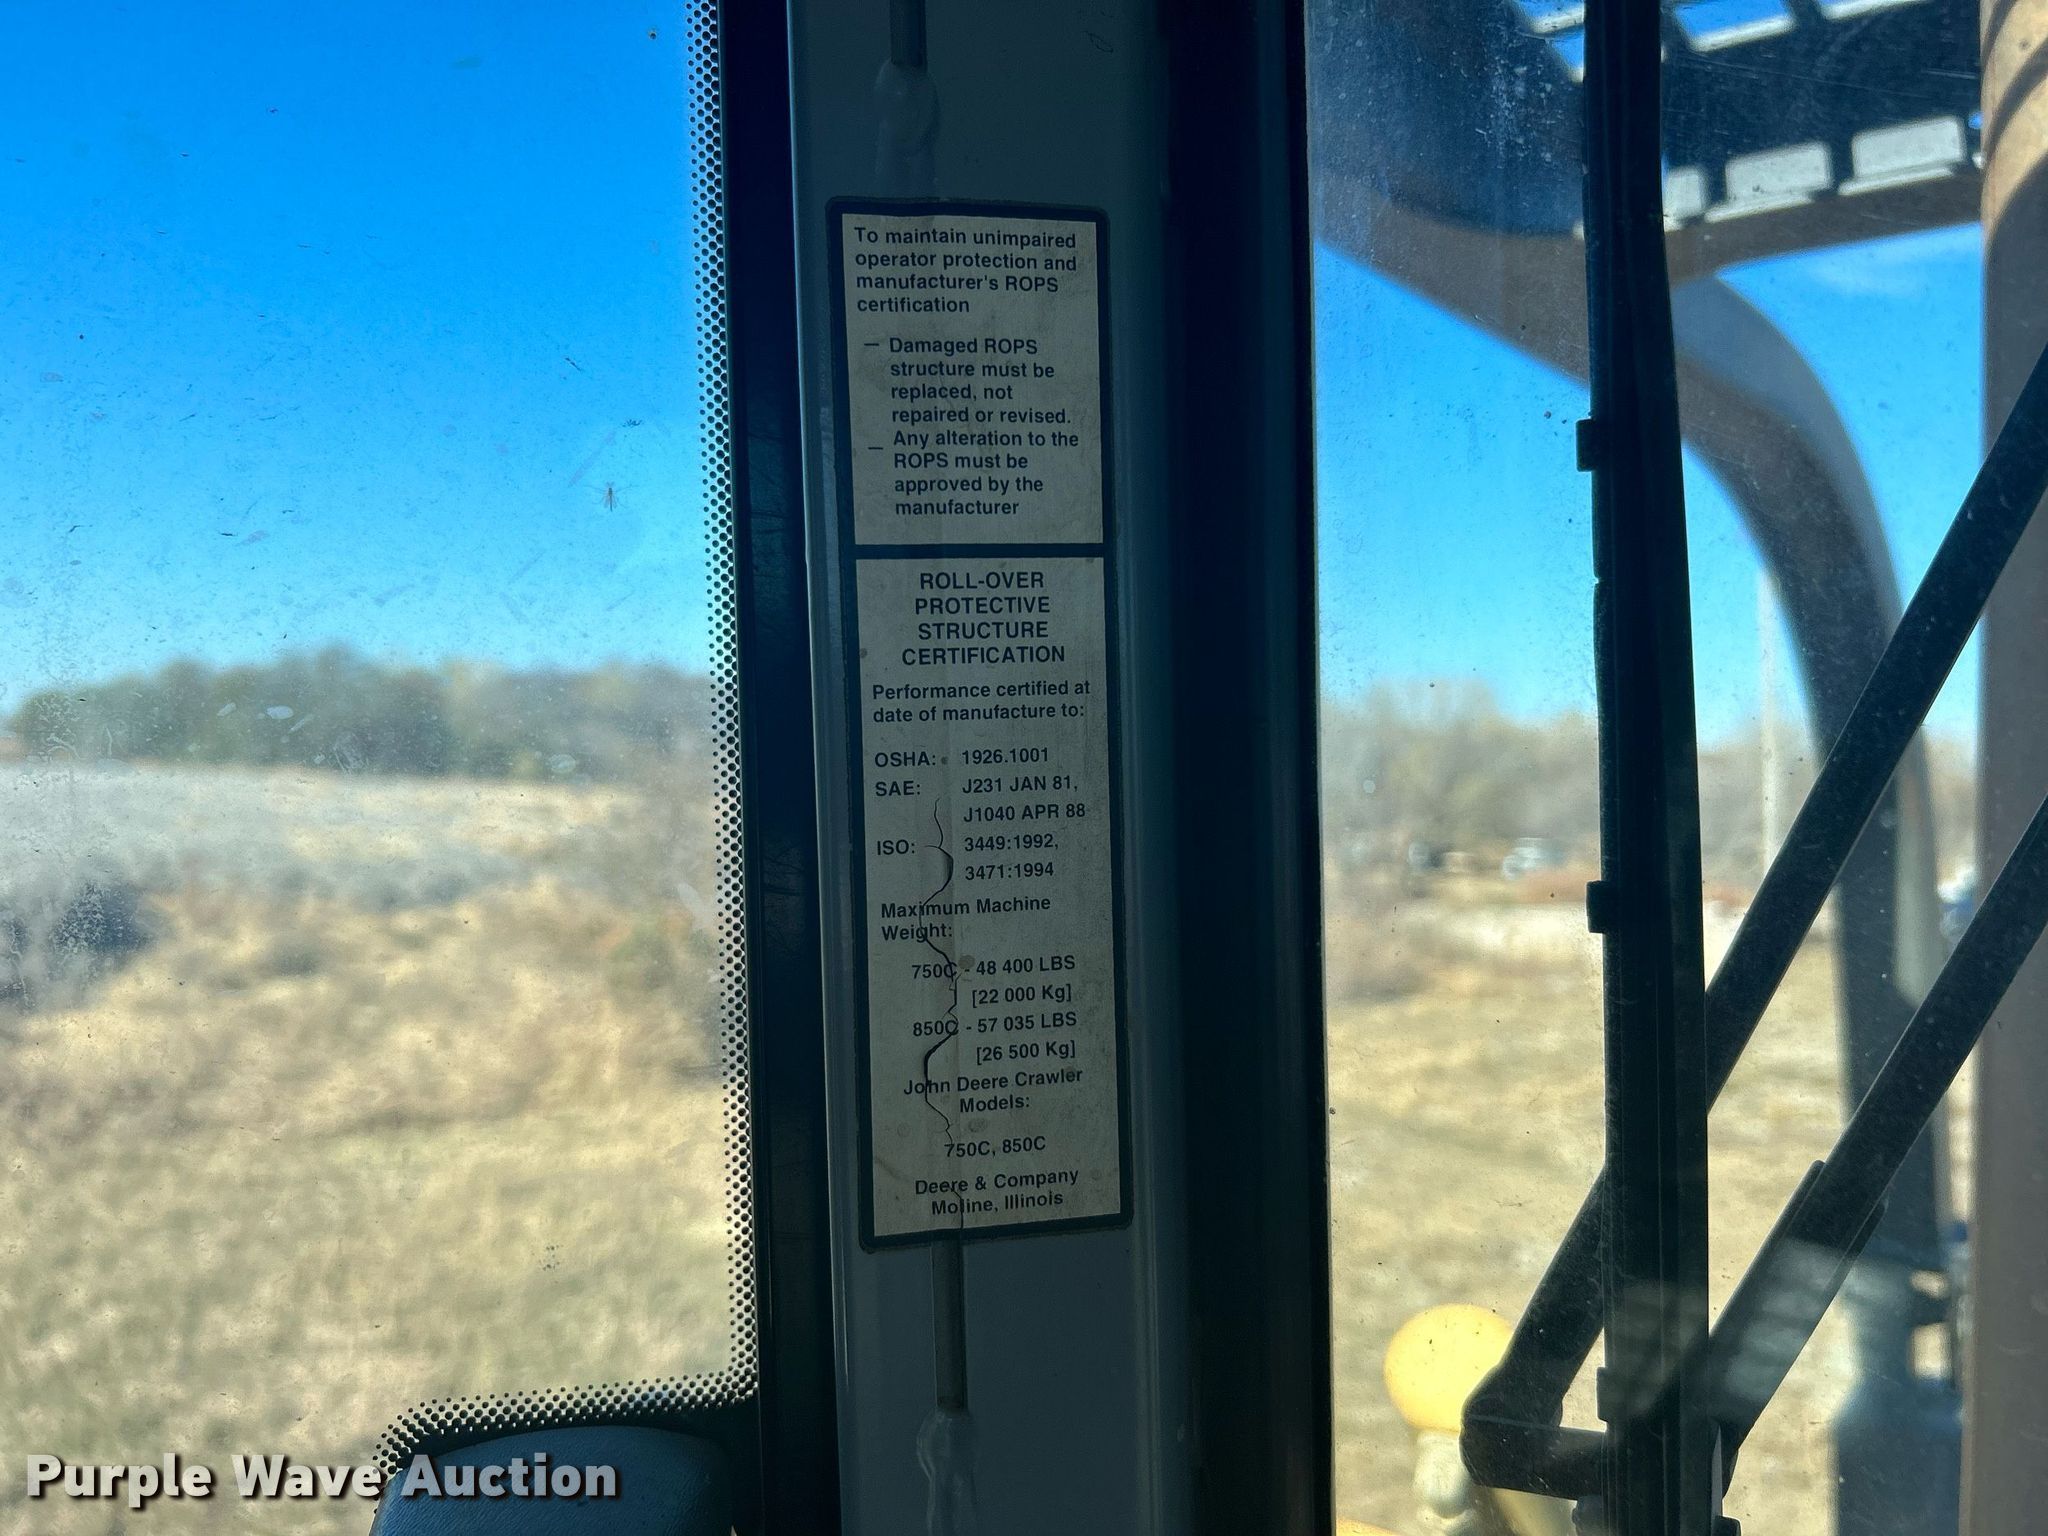 To maintain unimpaired
operator protection and
manufacturer's ROPS
certification
— Damaged ROPS
structure must be
replaced, not
repaired or revised.
— Any alteration to the
ROPS must be
approved by the
manufacturer
ROLL-OVER
PROTECTIVE
STRUCTURE
CERTIFICATION
Performance certified at
date of manufacture to:
OSHA: 1926.1001
SAE: J231 JAN 81,
J1040 APR 88
ISO: 3449:1992,
3471:1994
Maximum Machine
Weight:
750C - 48 400 LBS
[22 000 Kg]
850C - 57 035 LBS
[26 500 Kg]
John Deere Crawler
Models:
750C, 850C
Deere & Company
Moline, Illinois
Purple Wave Auction